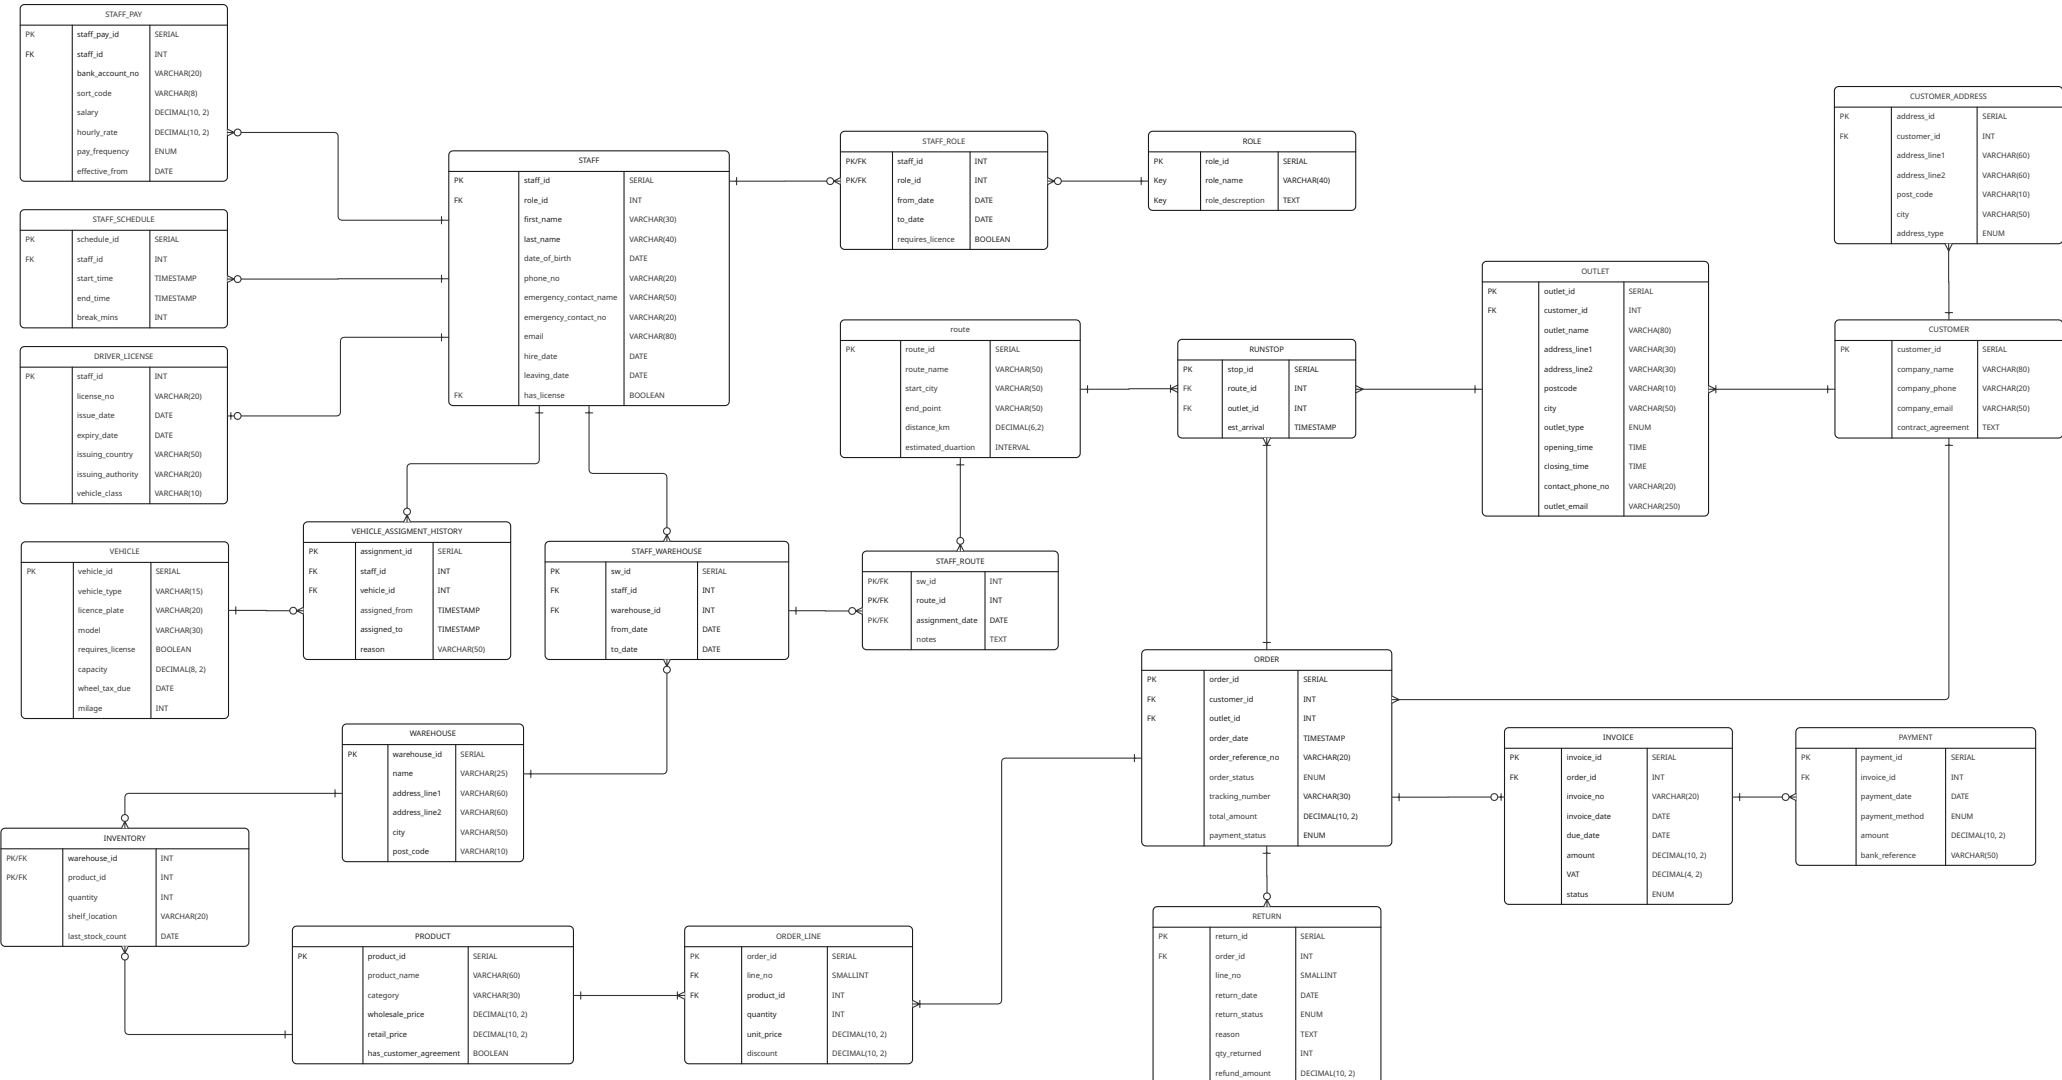 STAFF_PAY
PK staff_pay_id SERIAL
FK staff_id INT
bank_account_no VARCHAR(20)
sort_code VARCHAR(8)
salary DECIMAL(10, 2)
hourly_rate DECIMAL(10, 2)
pay_frequency ENUM
effective_from DATE
STAFF_SCHEDULE
PK schedule_id SERIAL
FK staff_id INT
start_time TIMESTAMP
end_time TIMESTAMP
break_mins INT
DRIVER_LICENSE
PK staff_id INT
license_no VARCHAR(20)
issue_date DATE
expiry_date DATE
issuing_country VARCHAR(50)
issuing_authority VARCHAR(20)
vehicle_class VARCHAR(10)
STAFF
PK staff_id SERIAL
FK role_id INT
first_name VARCHAR(30)
last_name VARCHAR(40)
date_of_birth DATE
phone_no VARCHAR(20)
emergency_contact_name VARCHAR(50)
emergency_contact_no VARCHAR(20)
email VARCHAR(80)
hire_date DATE
leaving_date DATE
FK has_license BOOLEAN
STAFF_ROLE
PK/FK staff_id INT
PK/FK role_id INT
from_date DATE
to_date DATE
requires_licence BOOLEAN
ROLE
PK role_id SERIAL
Key role_name VARCHAR(40)
Key role_descreption TEXT
CUSTOMER_ADDRESS
PK address_id SERIAL
FK customer_id INT
address_line1 VARCHAR(60)
address_line2 VARCHAR(60)
post_code VARCHAR(10)
city VARCHAR(50)
address_type ENUM
route
PK route_id SERIAL
route_name VARCHAR(50)
start_city VARCHAR(50)
end_point VARCHAR(50)
distance_km DECIMAL(6,2)
estimated_duartion INTERVAL
RUNSTOP
PK stop_id SERIAL
FK route_id INT
FK outlet_id INT
est_arrival TIMESTAMP
OUTLET
PK outlet_id SERIAL
FK customer_id INT
outlet_name VARCHA(80)
address_line1 VARCHAR(30)
address_line2 VARCHAR(30)
postcode VARCHAR(10)
city VARCHAR(50)
outlet_type ENUM
opening_time TIME
closing_time TIME
contact_phone_no VARCHAR(20)
outlet_email VARCHAR(250)
CUSTOMER
PK customer_id SERIAL
company_name VARCHAR(80)
company_phone VARCHAR(20)
company_email VARCHAR(50)
contract_agreement TEXT
VEHICLE
PK vehicle_id SERIAL
vehicle_type VARCHAR(15)
licence_plate VARCHAR(20)
model VARCHAR(30)
requires_license BOOLEAN
capacity DECIMAL(8, 2)
wheel_tax_due DATE
milage INT
VEHICLE_ASSIGMENT_HISTORY
PK assignment_id SERIAL
FK staff_id INT
FK vehicle_id INT
assigned_from TIMESTAMP
assigned_to TIMESTAMP
reason VARCHAR(50)
STAFF_WAREHOUSE
PK sw_id SERIAL
FK staff_id INT
FK warehouse_id INT
from_date DATE
to_date DATE
STAFF_ROUTE
PK/FK sw_id INT
PK/FK route_id INT
PK/FK assignment_date DATE
notes TEXT
WAREHOUSE
PK warehouse_id SERIAL
name VARCHAR(25)
address_line1 VARCHAR(60)
address_line2 VARCHAR(60)
city VARCHAR(50)
post_code VARCHAR(10)
ORDER
PK order_id SERIAL
FK customer_id INT
FK outlet_id INT
order_date TIMESTAMP
order_reference_no VARCHAR(20)
order_status ENUM
tracking_number VARCHAR(30)
total_amount DECIMAL(10, 2)
payment_status ENUM
INVOICE
PK invoice_id SERIAL
FK order_id INT
invoice_no VARCHAR(20)
invoice_date DATE
due_date DATE
amount DECIMAL(10, 2)
VAT DECIMAL(4, 2)
status ENUM
PAYMENT
PK payment_id SERIAL
FK invoice_id INT
payment_date DATE
payment_method ENUM
amount DECIMAL(10, 2)
bank_reference VARCHAR(50)
INVENTORY
PK/FK warehouse_id INT
PK/FK product_id INT
quantity INT
shelf_location VARCHAR(20)
last_stock_count DATE
PRODUCT
PK product_id SERIAL
product_name VARCHAR(60)
category VARCHAR(30)
wholesale_price DECIMAL(10, 2)
retail_price DECIMAL(10, 2)
has_customer_agreement BOOLEAN
ORDER_LINE
PK order_id SERIAL
FK line_no SMALLINT
FK product_id INT
quantity INT
unit_price DECIMAL(10, 2)
discount DECIMAL(10, 2)
RETURN
PK return_id SERIAL
FK order_id INT
line_no SMALLINT
return_date DATE
return_status ENUM
reason TEXT
qty_returned INT
refund_amount DECIMAL(10, 2)